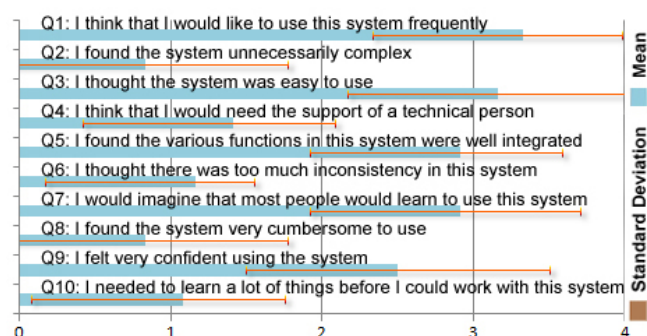 Q1: I think that I would like to use this system frequently
Q2: I found the system unnecessarily complex
Q3: I thought the system was easy to use
Q4: I think that I would need the support of a technical person
Q5: I found the various functions in this system were well integrated
Q6: I thought there was too much inconsistency in this system
Q7: I would imagine that most people would learn to use this system
Q8: I found the system very cumbersome to use
Q9: I felt very confident using the system
Q10: I needed to learn a lot of things before I could work with this system
0 1 2 3 4
Mean
Standard Deviation